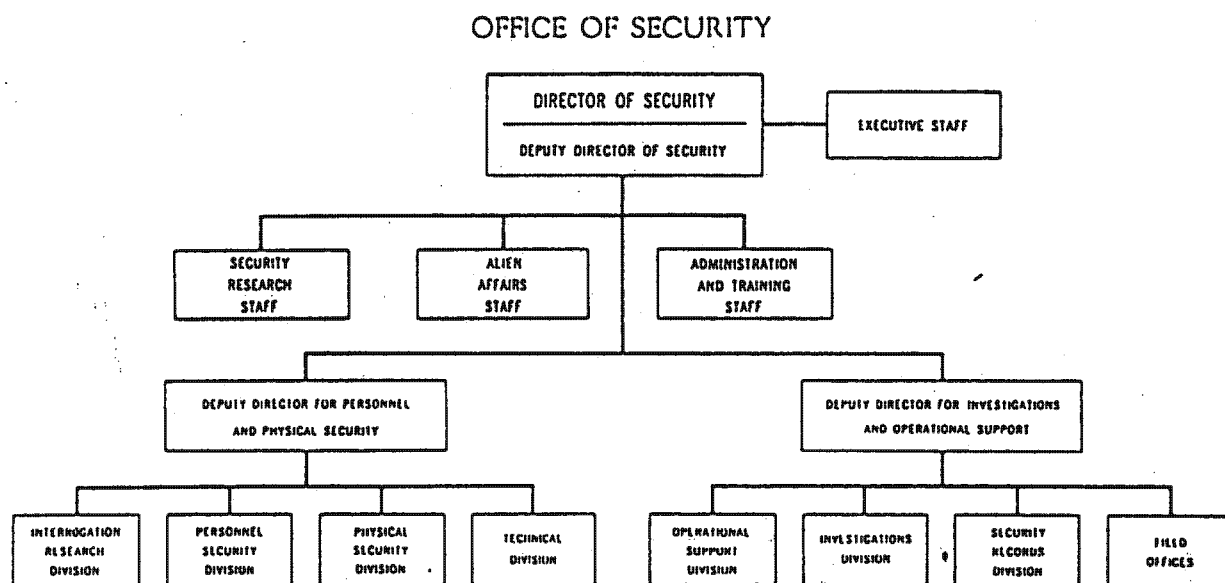 OFFICE OF SECURITY
DIRECTOR OF SECURITY
DEPUTY DIRECTOR OF SECURITY
EXECUTIVE STAFF
SECURITY
RESEARCH
STAFF
ALIEN
AFFAIRS
STAFF
ADMINISTRATION
AND TRAINING
STAFF
DEPUTY DIRECTOR FOR PERSONNEL
AND PHYSICAL SECURITY
DEPUTY DIRECTOR FOR INVESTIGATIONS
AND OPERATIONAL SUPPORT
INTERROGATION
RESEARCH
DIVISION
PERSONNEL
SECURITY
DIVISION
PHYSICAL
SECURITY
DIVISION
TECHNICAL
DIVISION
OPERATIONAL
SUPPORT
DIVISION
INVESTIGATIONS
DIVISION
SECURITY
RECORDS
DIVISION
FIELD
OFFICES